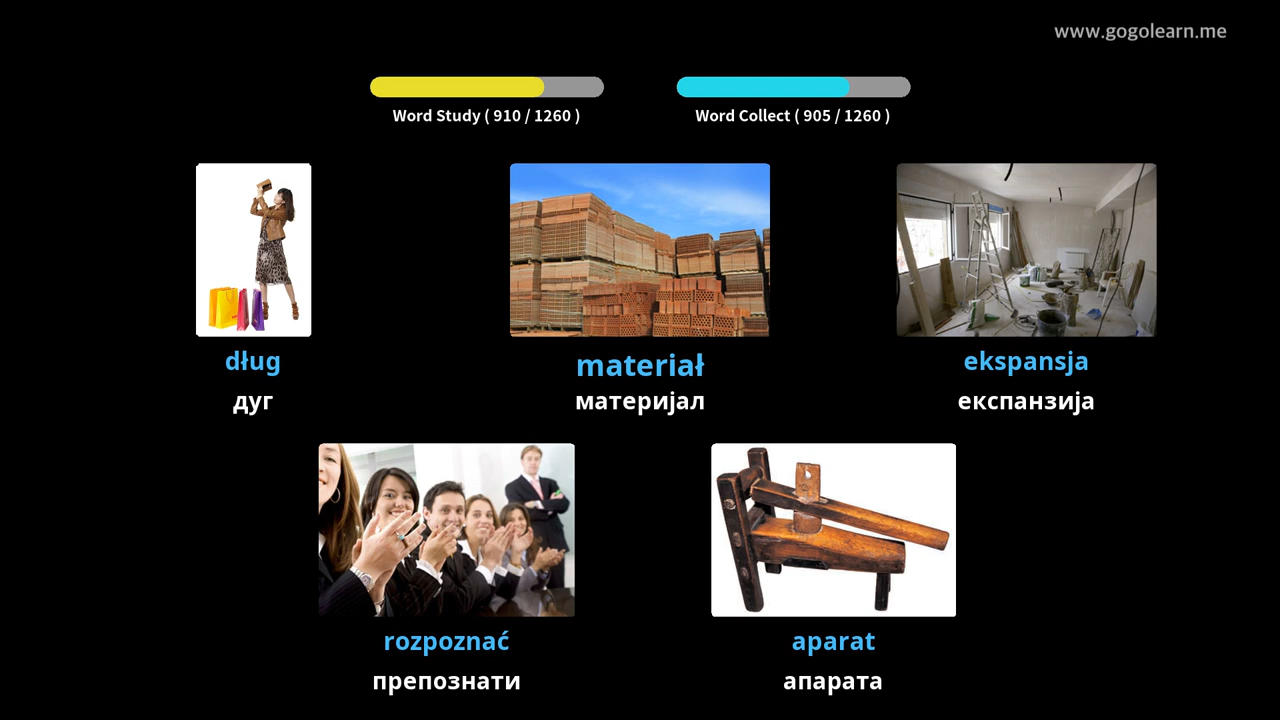 www.gogolearn.me
Word Study ( 910 / 1260 )
Word Collect ( 905 / 1260 )
dług
materiał
ekspansja
дуг
материјал
експанзија
rozpoznać
aparat
препознати
апарата